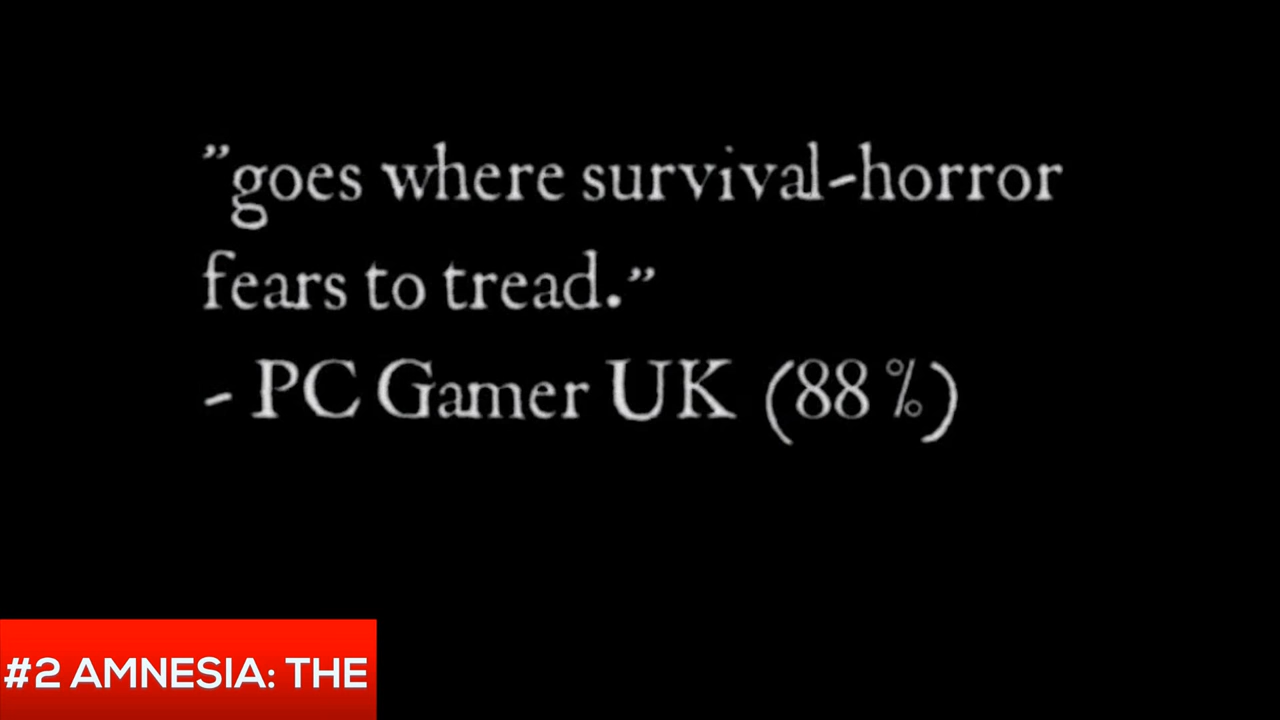 ”goes where survival-horror
fears to tread.”
- PC Gamer UK (88%)
#2 AMNESIA: THE